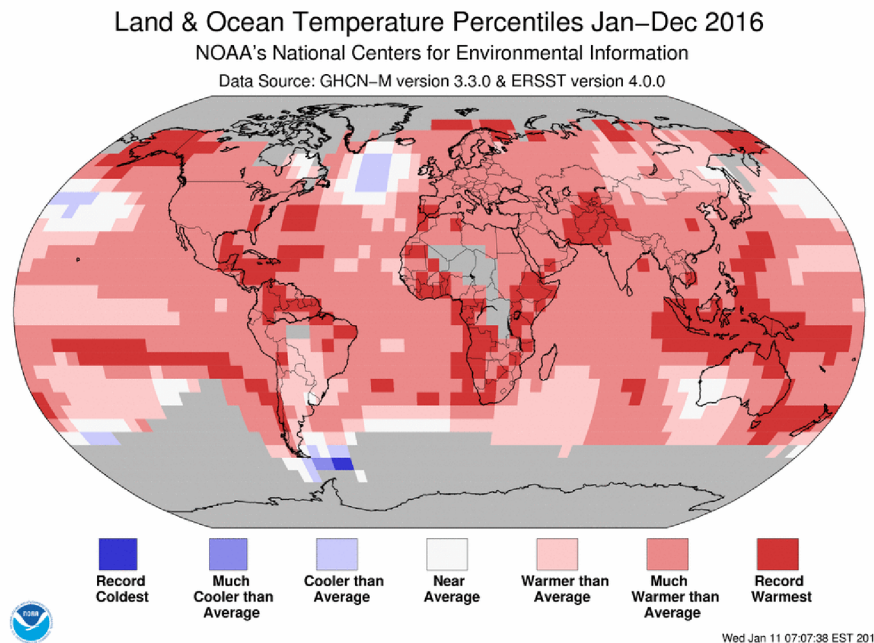 Land & Ocean Temperature Percentiles Jan–Dec 2016
NOAA's National Centers for Environmental Information
Data Source: GHCN–M version 3.3.0 & ERSST version 4.0.0
Record
Coldest
Much
Cooler than
Average
Cooler than
Average
Near
Average
Warmer than
Average
Much
Warmer than
Average
Record
Warmest
NOAA
Wed Jan 11 07:07:38 EST 201